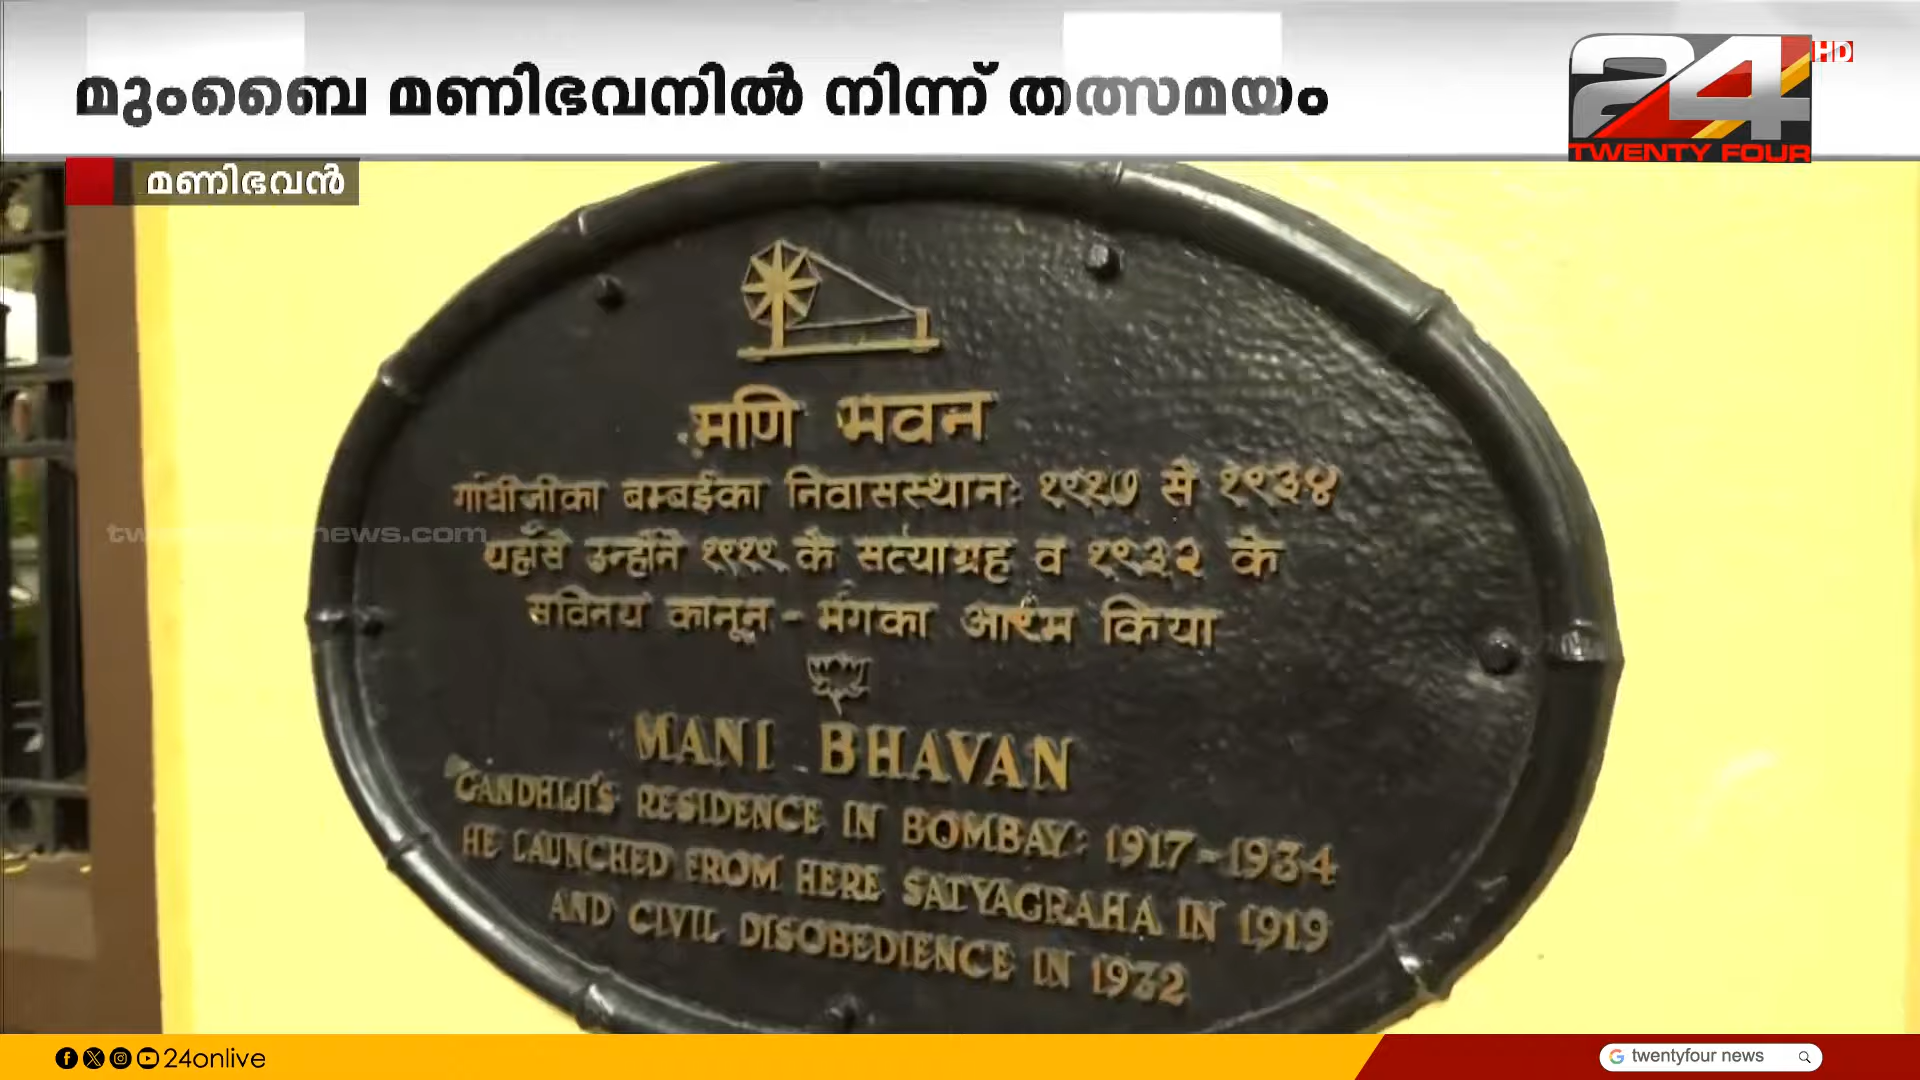 മുംബൈ മണിഭവനിൽ നിന്ന് തത്സമയം
24 HD
TWENTY FOUR
മണിഭവൻ
मणि भवन
गांधीजीका बम्बईका निवासस्थान: १९१७ से १९३४
यहाँसे उन्होंने १९१९ के सत्याग्रह व १९३२ के
सविनय कानून - भंगका आरंभ किया
MANI BHAVAN
GANDHIJI'S RESIDENCE IN BOMBAY: 1917-1934
HE LAUNCHED FROM HERE SATYAGRAHA IN 1919
AND CIVIL DISOBEDIENCE IN 1932
twentyfournews.com
24onlive
twentyfour news